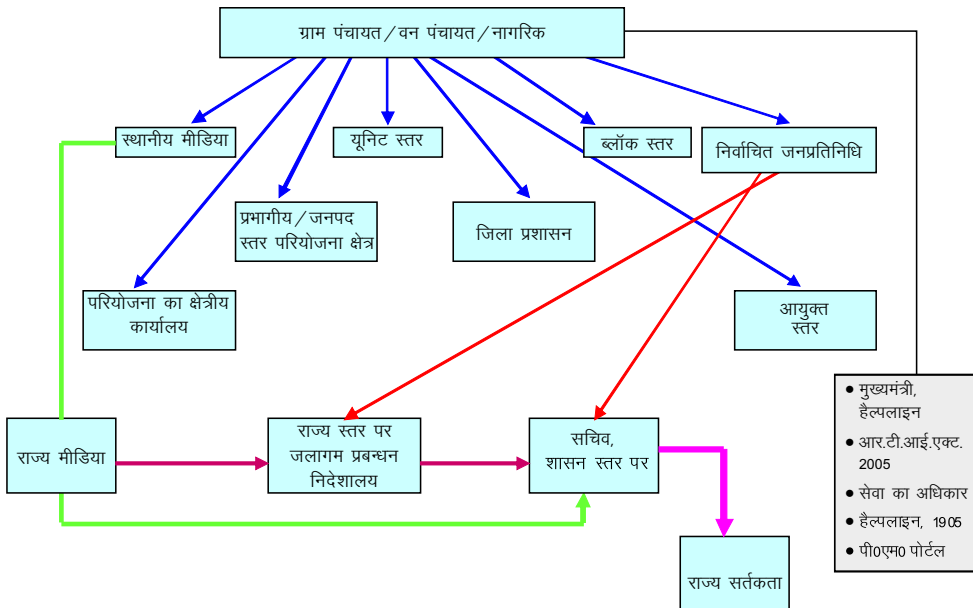 ग्राम पंचायत/वन पंचायत/नागरिक
स्थानीय मीडिया
यूनिट स्तर
ब्लॉक स्तर
निर्वाचित जनप्रतिनिधि
प्रभागीय/जनपद
स्तर परियोजना क्षेत्र
जिला प्रशासन
परियोजना का क्षेत्रीय
कार्यालय
आयुक्त
स्तर
राज्य मीडिया
राज्य स्तर पर
जलागम प्रबन्धन
निदेशालय
सचिव,
शासन स्तर पर
• मुख्यमंत्री,
हैल्पलाइन
• आर.टी.आई.एक्ट.
2005
• सेवा का अधिकार
• हैल्पलाइन, 1905
• पी0एम0 पोर्टल
राज्य सर्तकता